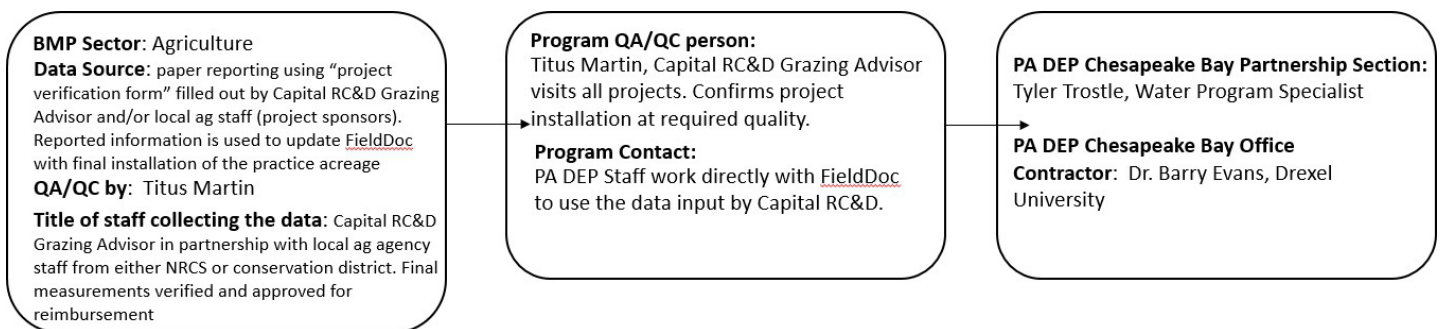 BMP Sector: Agriculture
Data Source: paper reporting using “project
verification form” filled out by Capital RC&D Grazing
Advisor and/or local ag staff (project sponsors).
Reported information is used to update FieldDoc
with final installation of the practice acreage
QA/QC by: Titus Martin
Title of staff collecting the data: Capital RC&D
Grazing Advisor in partnership with local ag agency
staff from either NRCS or conservation district. Final
measurements verified and approved for
reimbursement
Program QA/QC person:
Titus Martin, Capital RC&D Grazing Advisor
visits all projects. Confirms project
installation at required quality.
Program Contact:
PA DEP Staff work directly with FieldDoc
to use the data input by Capital RC&D.
PA DEP Chesapeake Bay Partnership Section:
Tyler Trostle, Water Program Specialist
PA DEP Chesapeake Bay Office
Contractor: Dr. Barry Evans, Drexel
University